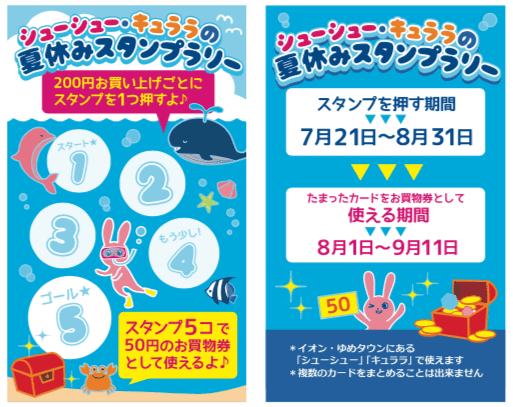 シューシュー・キュララの
夏休みスタンプラリー
200円お買い上げごとに
スタンプを1つ押すよ♪
スタート★
1
2
3
もう少し!
4
ゴール★
5
スタンプ5コで
50円のお買物券
として使えるよ♪
シューシュー・キュララの
夏休みスタンプラリー
スタンプを押す期間
7月21日〜8月31日
たまったカードをお買物券として
使える期間
8月1日〜9月11日
50
＊イオン・ゆめタウンにある
「シューシュー」「キュララ」で使えます
＊複数のカードをまとめることは出来ません